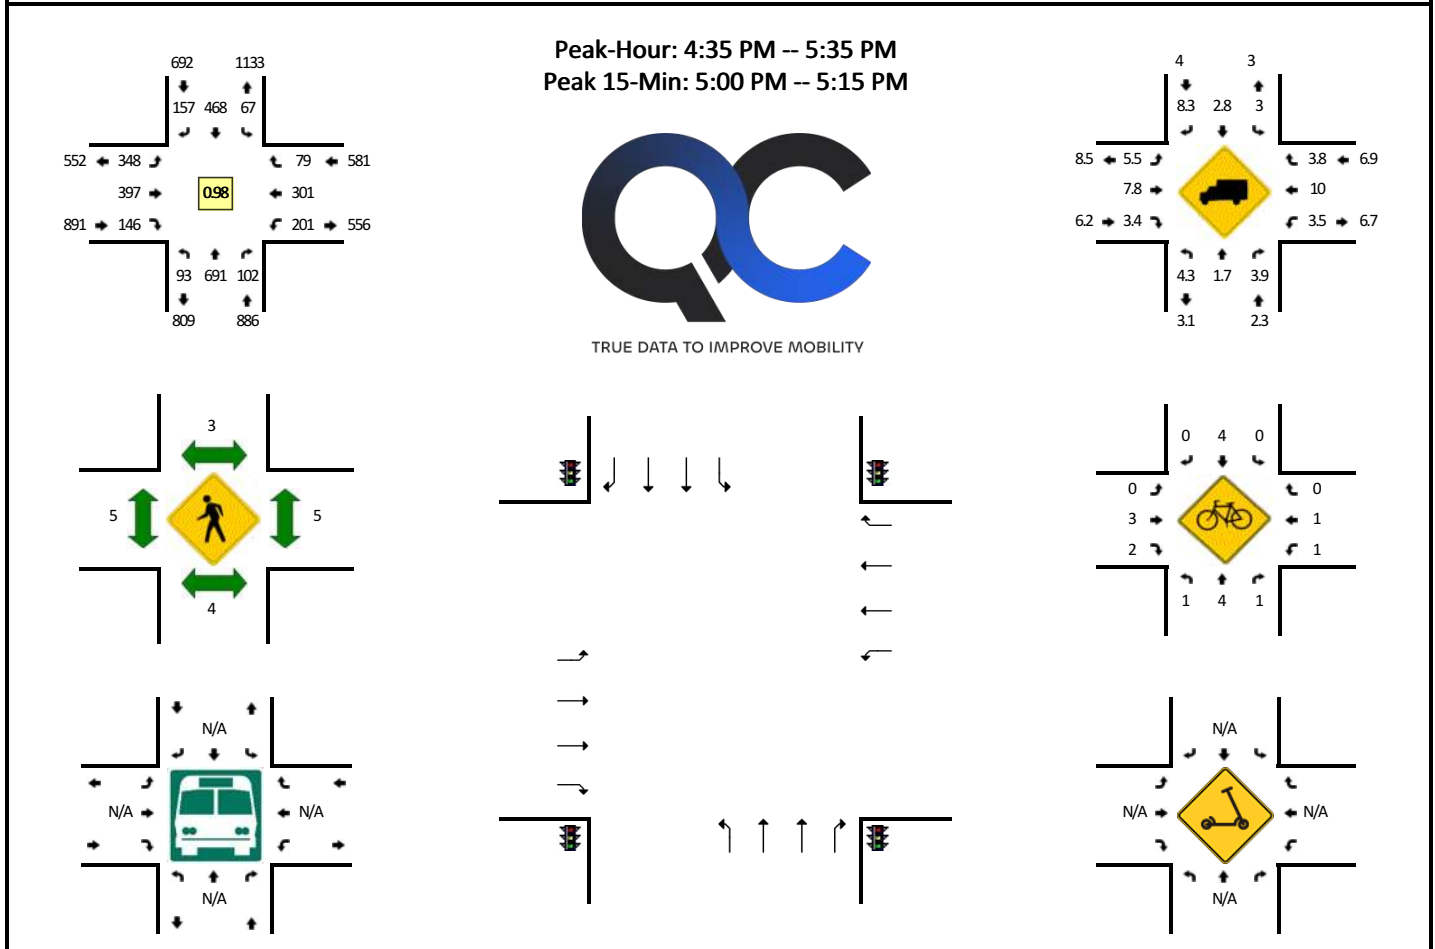 Peak-Hour: 4:35 PM -- 5:35 PM
Peak 15-Min: 5:00 PM -- 5:15 PM
692 1133
157 468 67
552 348 79 581
397 0.98 301
891 146 201 556
93 691 102
809 886
QC
TRUE DATA TO IMPROVE MOBILITY
4 3
8.3 2.8 3
8.5 5.5 3.8 6.9
7.8 10
6.2 3.4 3.5 6.7
4.3 1.7 3.9
3.1 2.3
3
5 5
4
0 4 0
0 0
3 1
2 1
1 4 1
N/A
N/A N/A
N/A
N/A
N/A N/A
N/A